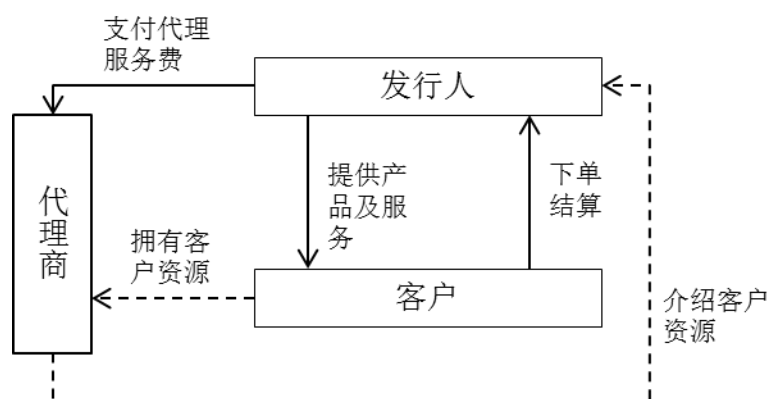 支付代理
服务费
发行人
代理商
提供产
品及服
务
下单
结算
拥有客
户资源
客户
介绍客户
资源